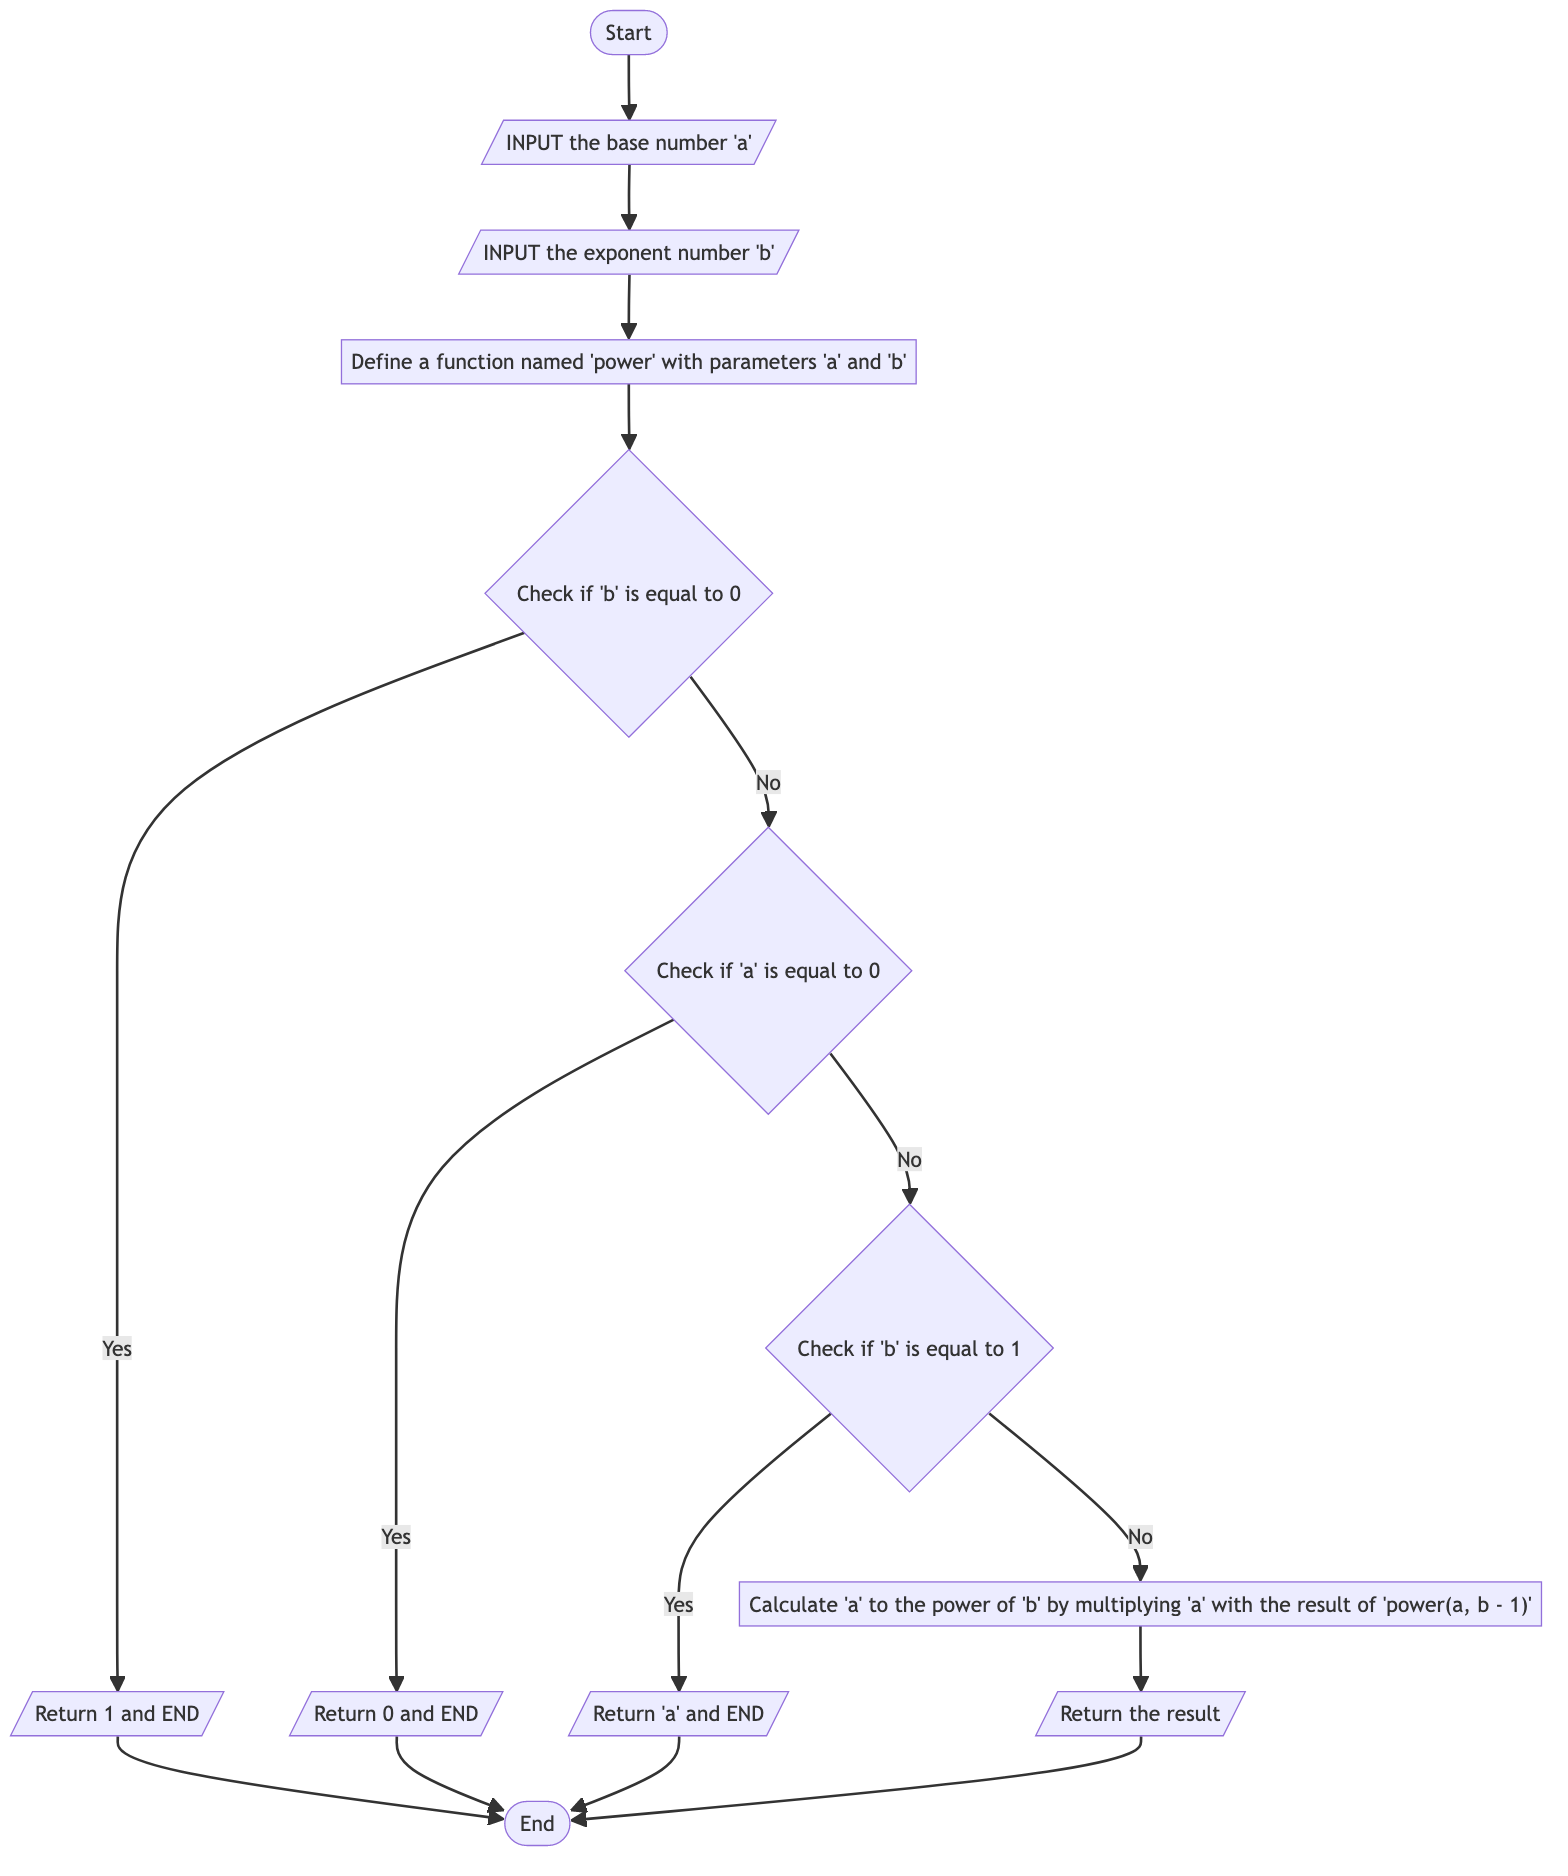 Start
INPUT the base number 'a'
INPUT the exponent number 'b'
Define a function named 'power' with parameters 'a' and 'b'
Check if 'b' is equal to 0
No
Check if 'a' is equal to 0
No
Check if 'b' is equal to 1
Yes
Yes
No
Yes
Calculate 'a' to the power of 'b' by multiplying 'a' with the result of 'power(a, b - 1)'
Return 1 and END
Return 0 and END
Return 'a' and END
Return the result
End